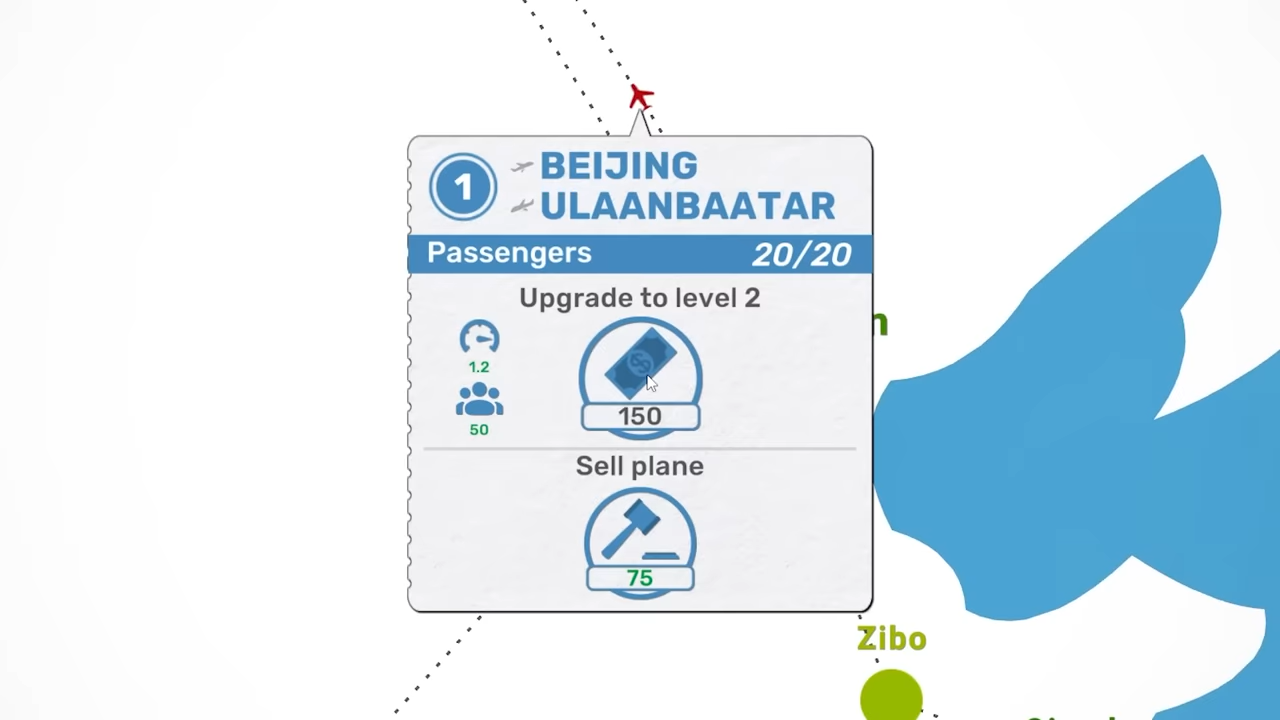 1
BEIJING
ULAANBAATAR
Passengers 20/20
Upgrade to level 2
1.2
50
150
Sell plane
75
n
Zibo